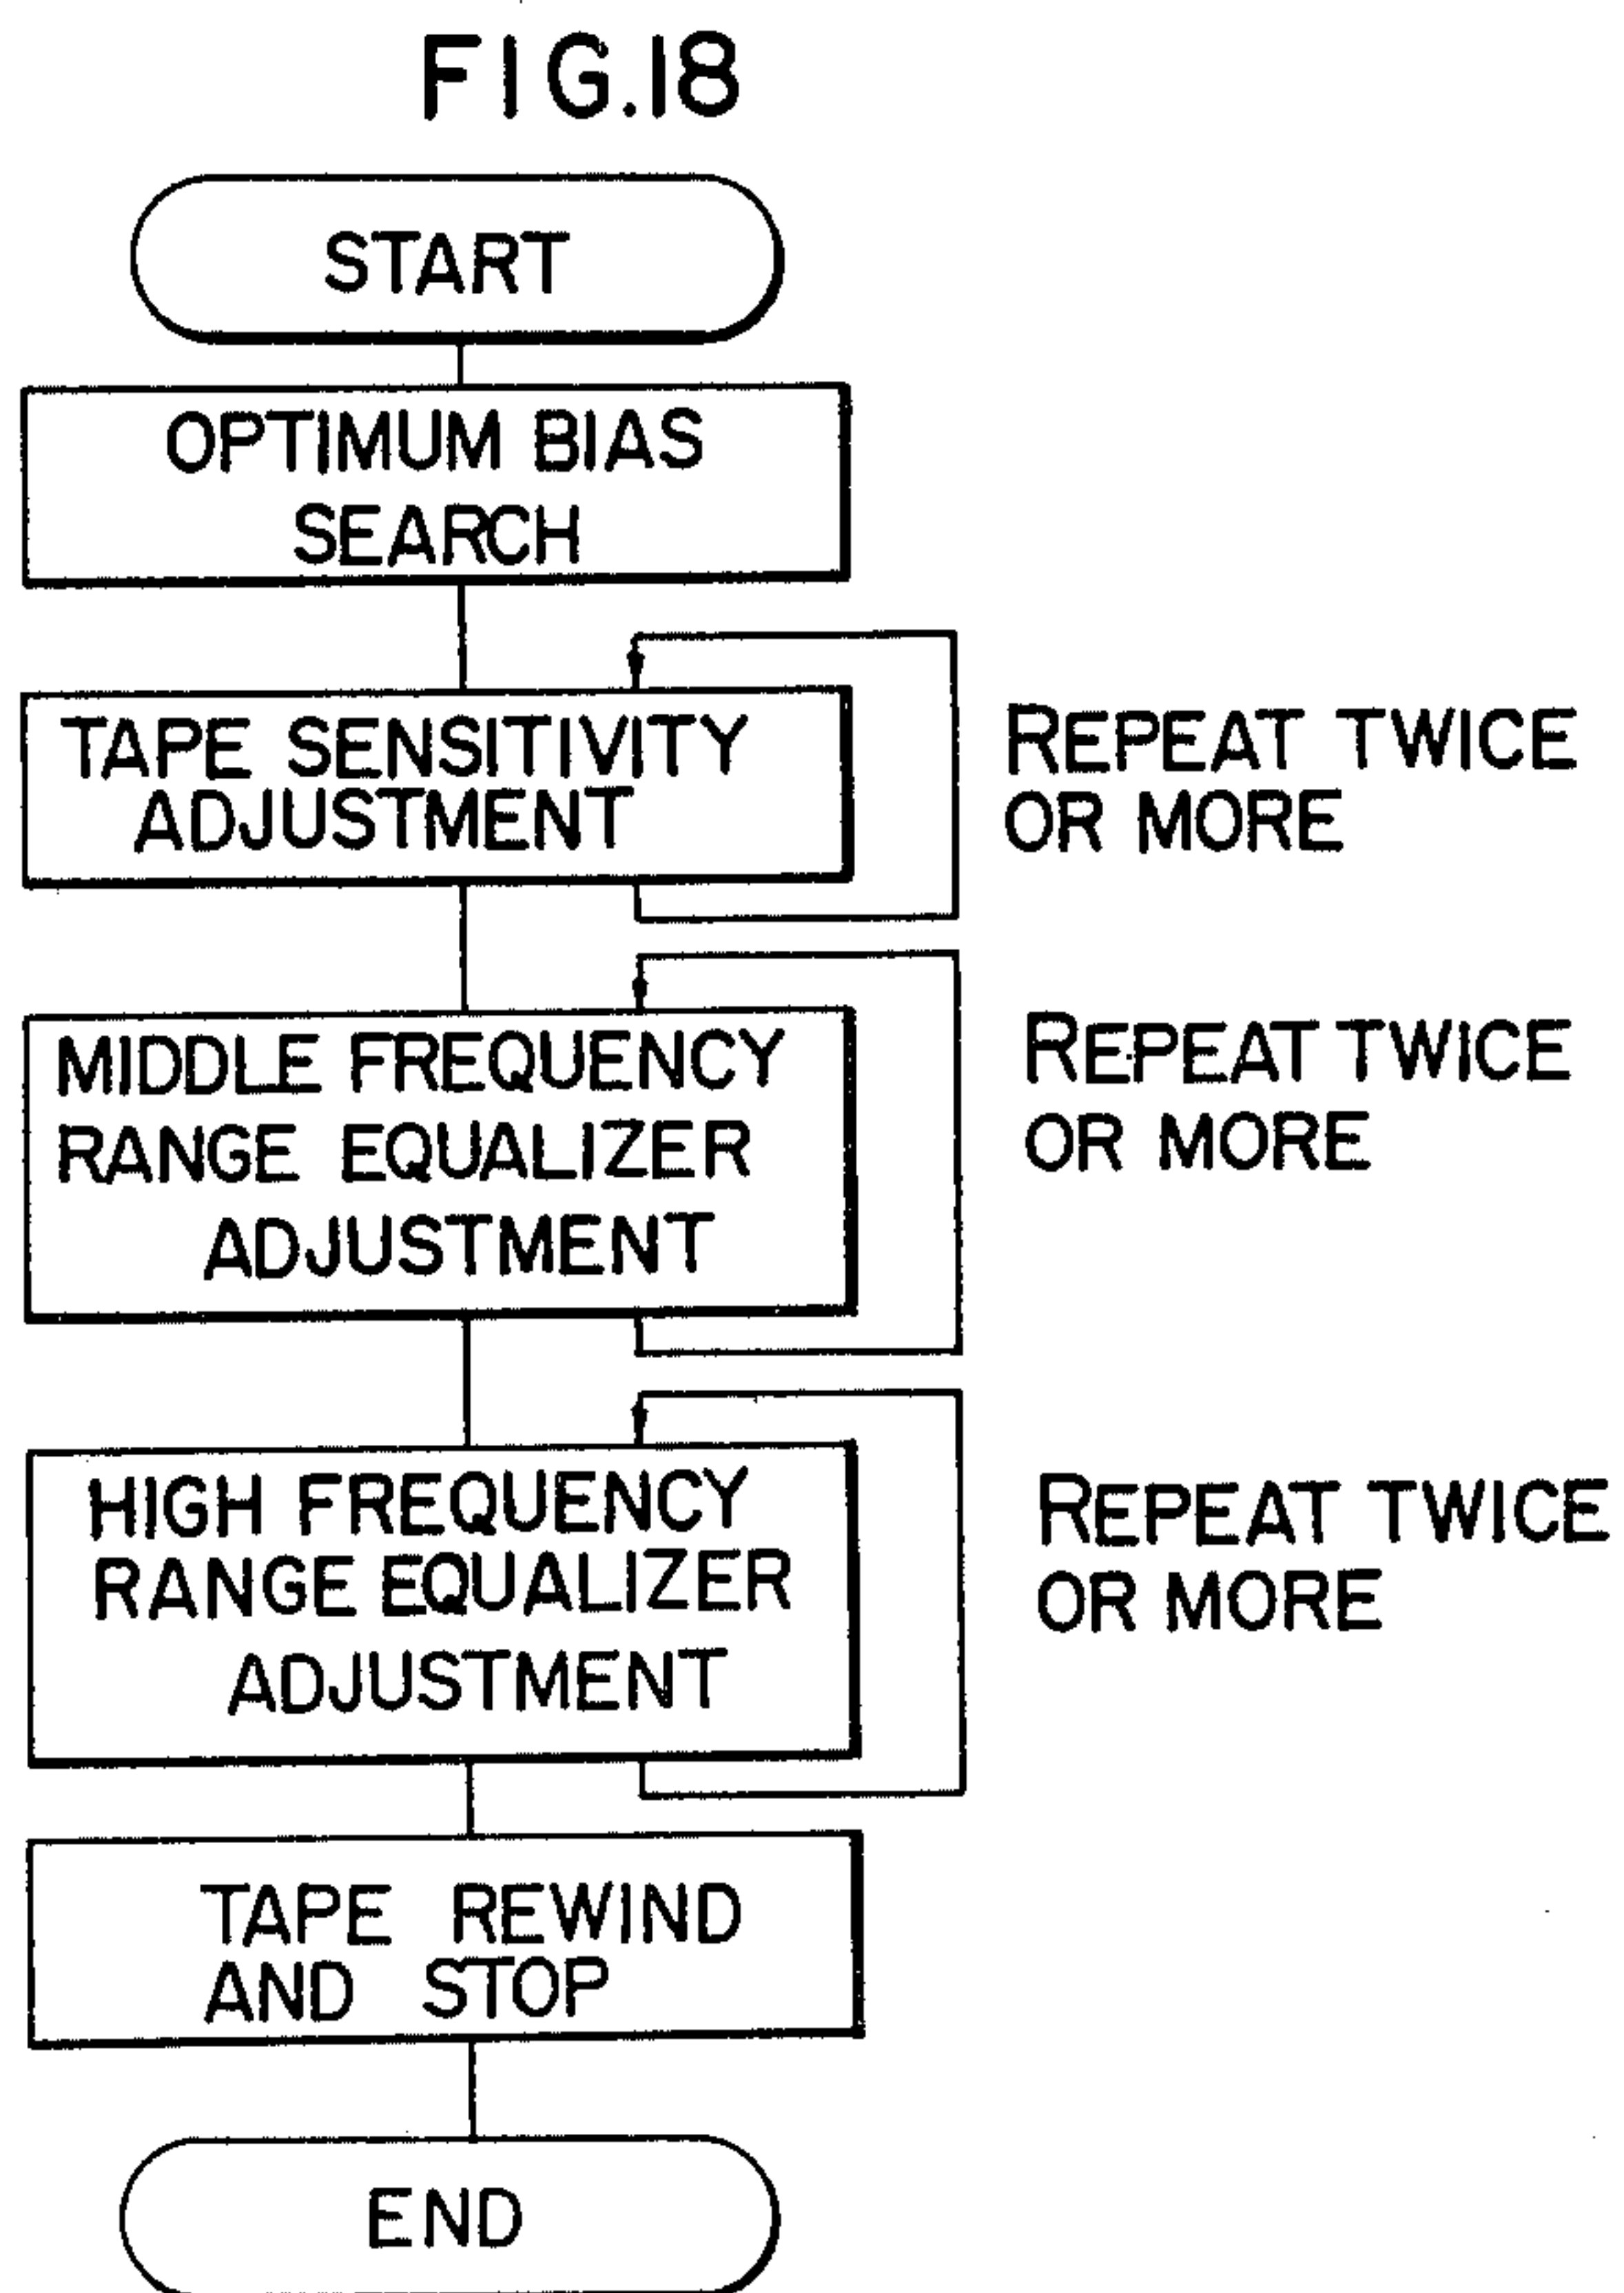 FIG.18
START
OPTIMUM BIAS
SEARCH
TAPE SENSITIVITY
ADJUSTMENT
REPEAT TWICE
OR MORE
MIDDLE FREQUENCY
RANGE EQUALIZER
ADJUSTMENT
REPEAT TWICE
OR MORE
HIGH FREQUENCY
RANGE EQUALIZER
ADJUSTMENT
REPEAT TWICE
OR MORE
TAPE REWIND
AND STOP
END